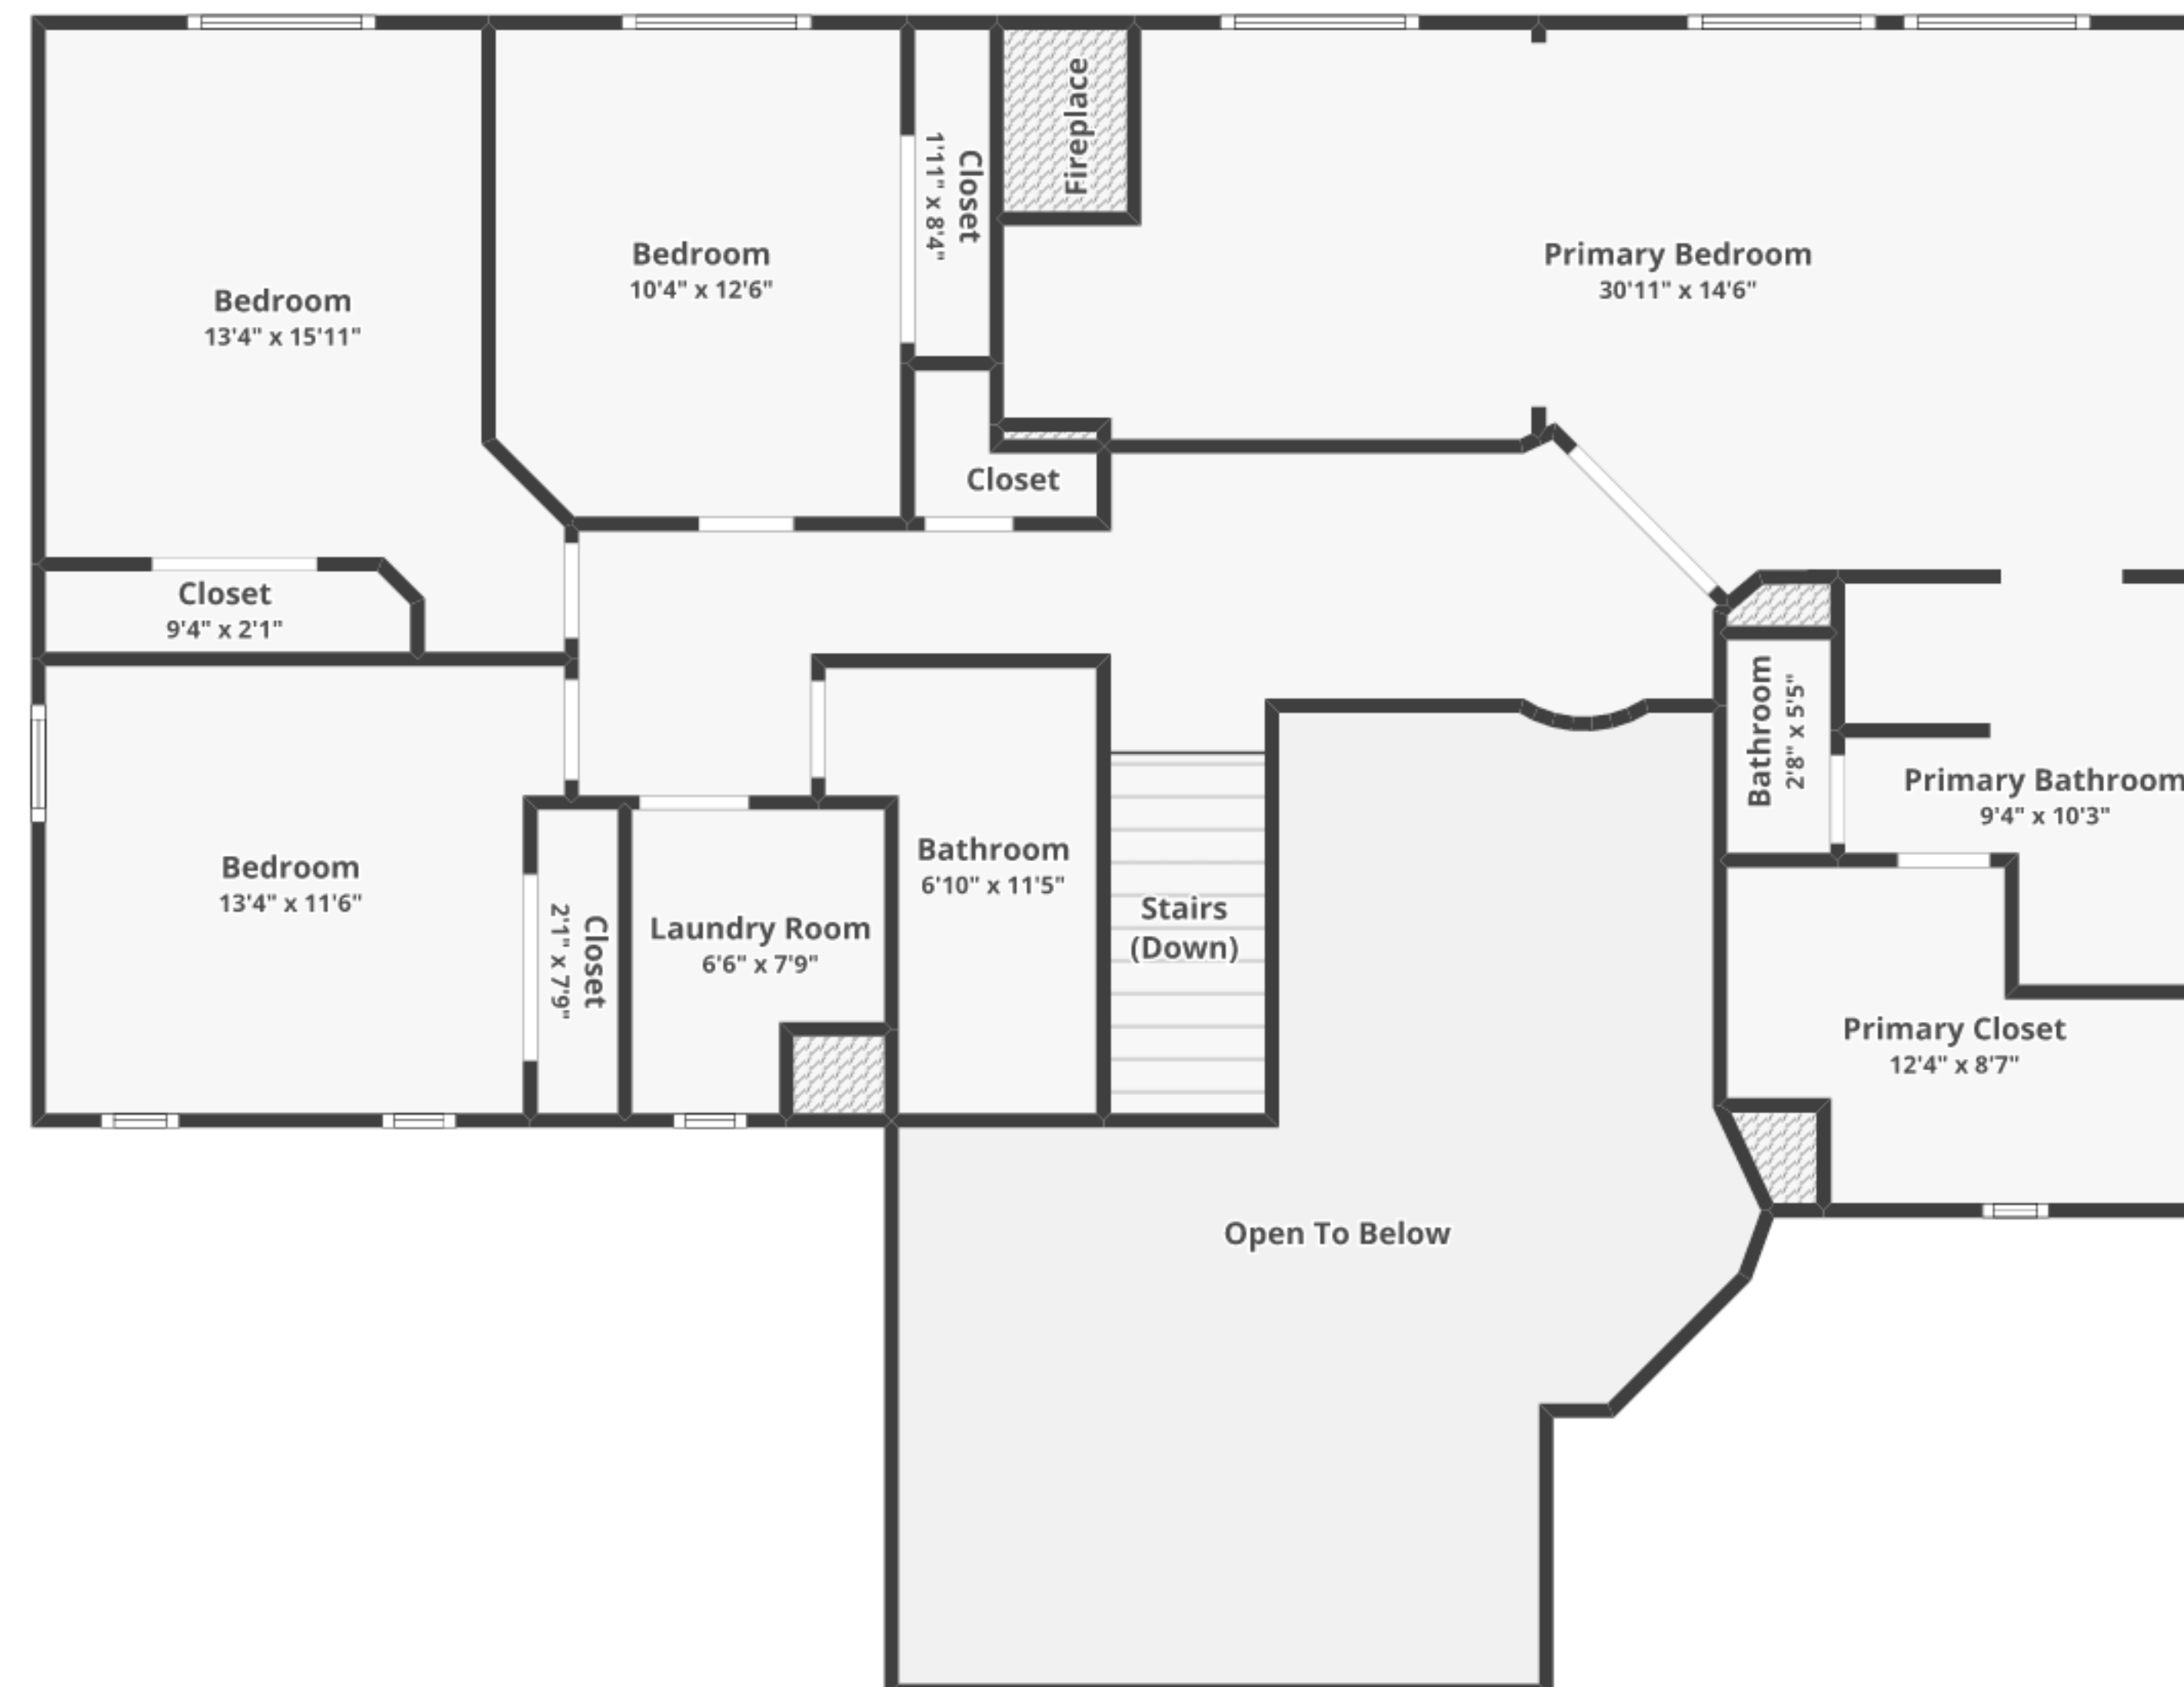 Bedroom
13'4" x 15'11"
Bedroom
10'4" x 12'6"
Closet
1'11" x 8'4"
Fireplace
Primary Bedroom
30'11" x 14'6"
Closet
Closet
9'4" x 2'1"
Bedroom
13'4" x 11'6"
Closet
2'1" x 7'9"
Laundry Room
6'6" x 7'9"
Bathroom
6'10" x 11'5"
Stairs
(Down)
Bathroom
2'8" x 5'5"
Primary Bathroom
9'4" x 10'3"
Primary Closet
12'4" x 8'7"
Open To Below